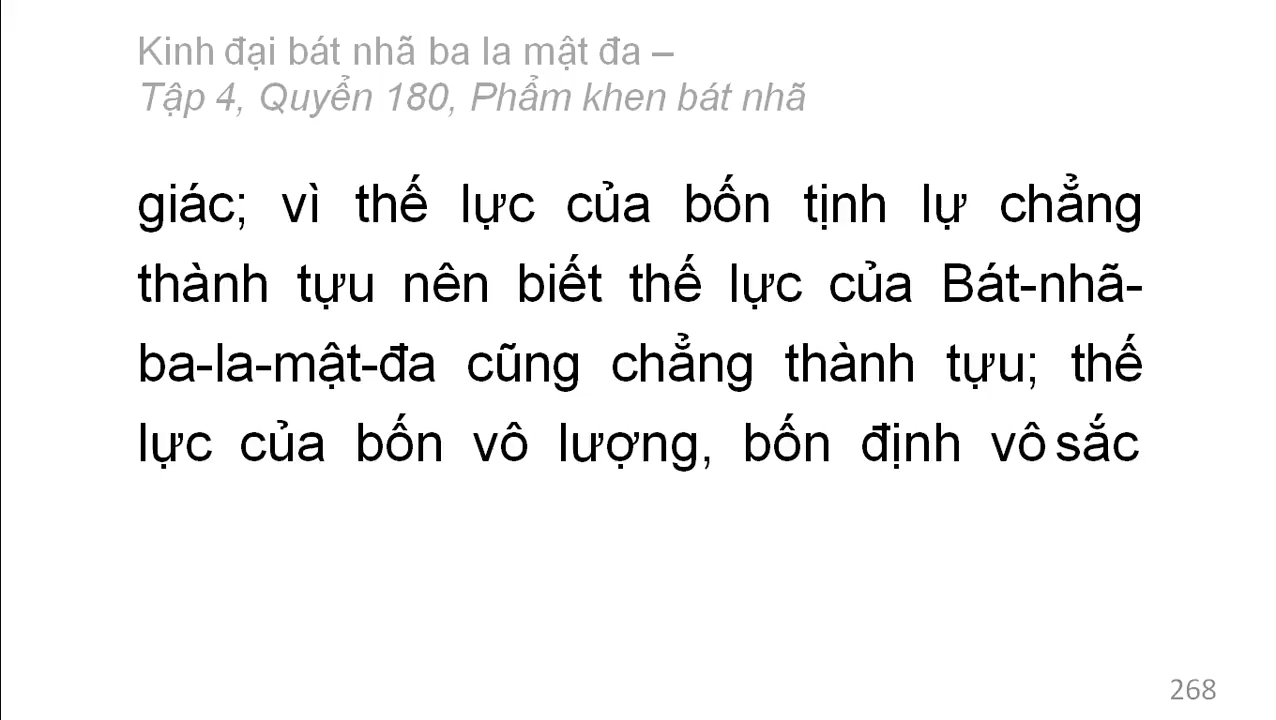 Kinh đại bát nhã ba la mật đa –
Tập 4, Quyển 180, Phẩm khen bát nhã
giác; vì thế lực của bốn tịnh lự chẳng
thành tựu nên biết thế lực của Bát-nhã-
ba-la-mật-đa cũng chẳng thành tựu; thế
lực của bốn vô lượng, bốn định vô sắc
268